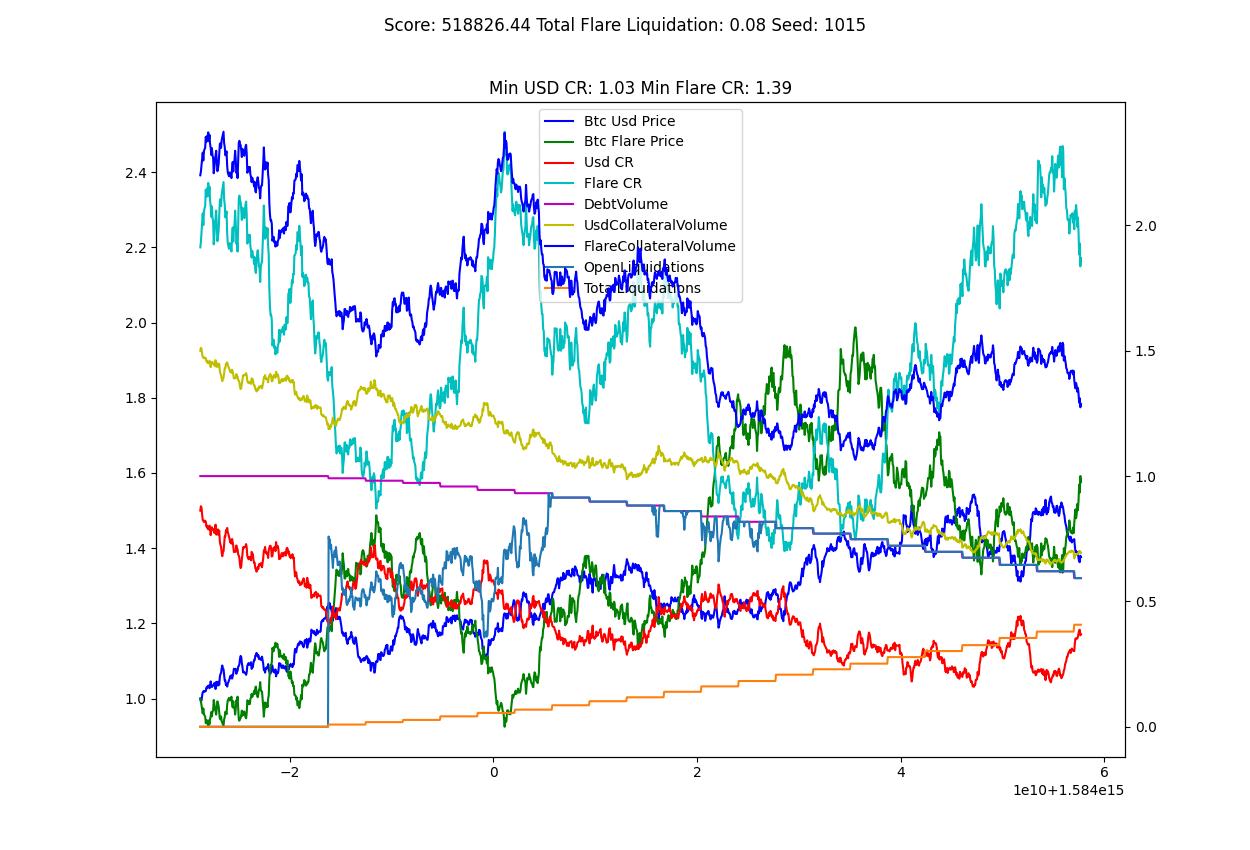 Score: 518826.44 Total Flare Liquidation: 0.08 Seed: 1015
Min USD CR: 1.03 Min Flare CR: 1.39
Btc Usd Price
Btc Flare Price
Usd CR
Flare CR
DebtVolume
UsdCollateralVolume
FlareCollateralVolume
OpenLiquidations
TotalLiquidations
2.4
2.2
2.0
1.8
1.6
1.4
1.2
1.0
2.0
1.5
1.0
0.5
0.0
−2
0
2
4
6
1e10+1.584e15